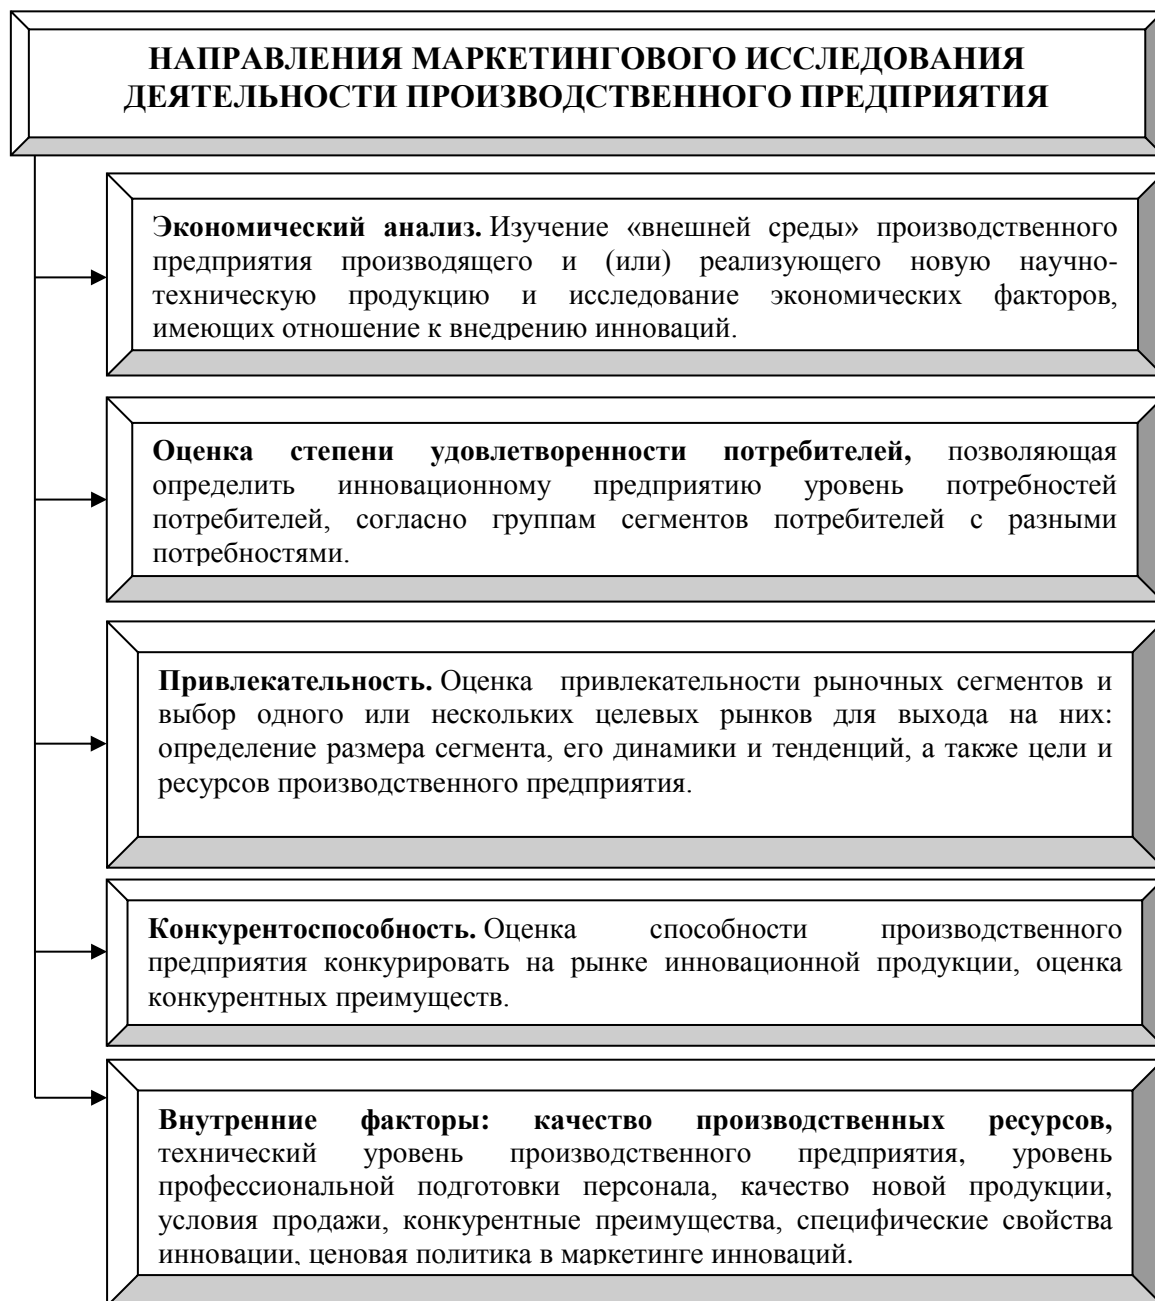 НАПРАВЛЕНИЯ МАРКЕТИНГОВОГО ИССЛЕДОВАНИЯ
ДЕЯТЕЛЬНОСТИ ПРОИЗВОДСТВЕННОГО ПРЕДПРИЯТИЯ
Экономический анализ. Изучение «внешней среды» производственного
предприятия производящего и (или) реализующего новую научно-
техническую продукцию и исследование экономических факторов,
имеющих отношение к внедрению инноваций.
Оценка степени удовлетворенности потребителей, позволяющая
определить инновационному предприятию уровень потребностей
потребителей, согласно группам сегментов потребителей с разными
потребностями.
Привлекательность. Оценка привлекательности рыночных сегментов и
выбор одного или нескольких целевых рынков для выхода на них:
определение размера сегмента, его динамики и тенденций, а также цели и
ресурсов производственного предприятия.
Конкурентоспособность. Оценка способности производственного
предприятия конкурировать на рынке инновационной продукции, оценка
конкурентных преимуществ.
Внутренние факторы: качество производственных ресурсов,
технический уровень производственного предприятия, уровень
профессиональной подготовки персонала, качество новой продукции,
условия продажи, конкурентные преимущества, специфические свойства
инновации, ценовая политика в маркетинге инноваций.